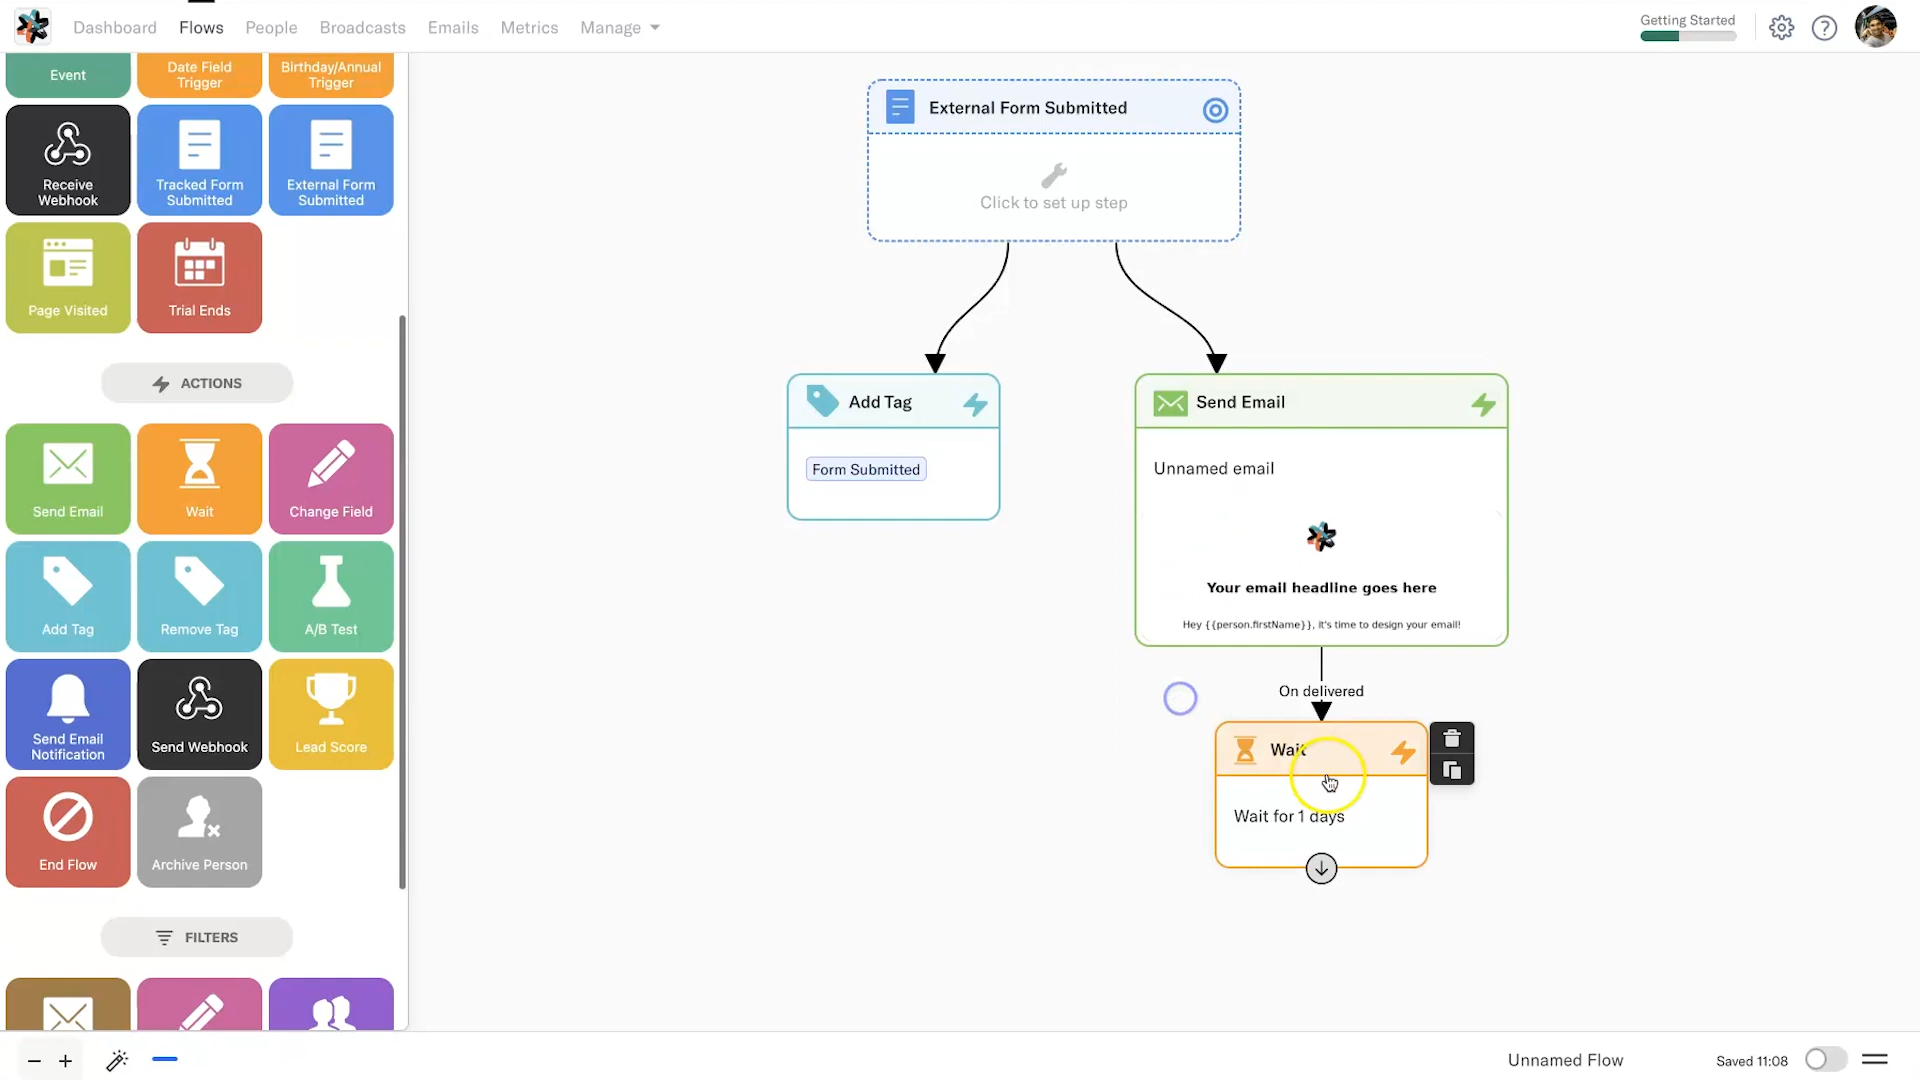 Dashboard
Flows
People
Broadcasts
Emails
Metrics
Manage
Getting Started
Event
Date Field
Trigger
Birthday/Annual
Trigger
Receive
Webhook
Tracked Form
Submitted
External Form
Submitted
Page Visited
Trial Ends
ACTIONS
Send Email
Wait
Change Field
Add Tag
Remove Tag
A/B Test
Send Email
Notification
Send Webhook
Lead Score
End Flow
Archive Person
FILTERS
External Form Submitted
Click to set up step
Add Tag
Form Submitted
Send Email
Unnamed email
Your email headline goes here
Hey {{person.firstName}}, it's time to design your email!
On delivered
Wait
Wait for 1 days
Unnamed Flow
Saved 11:08